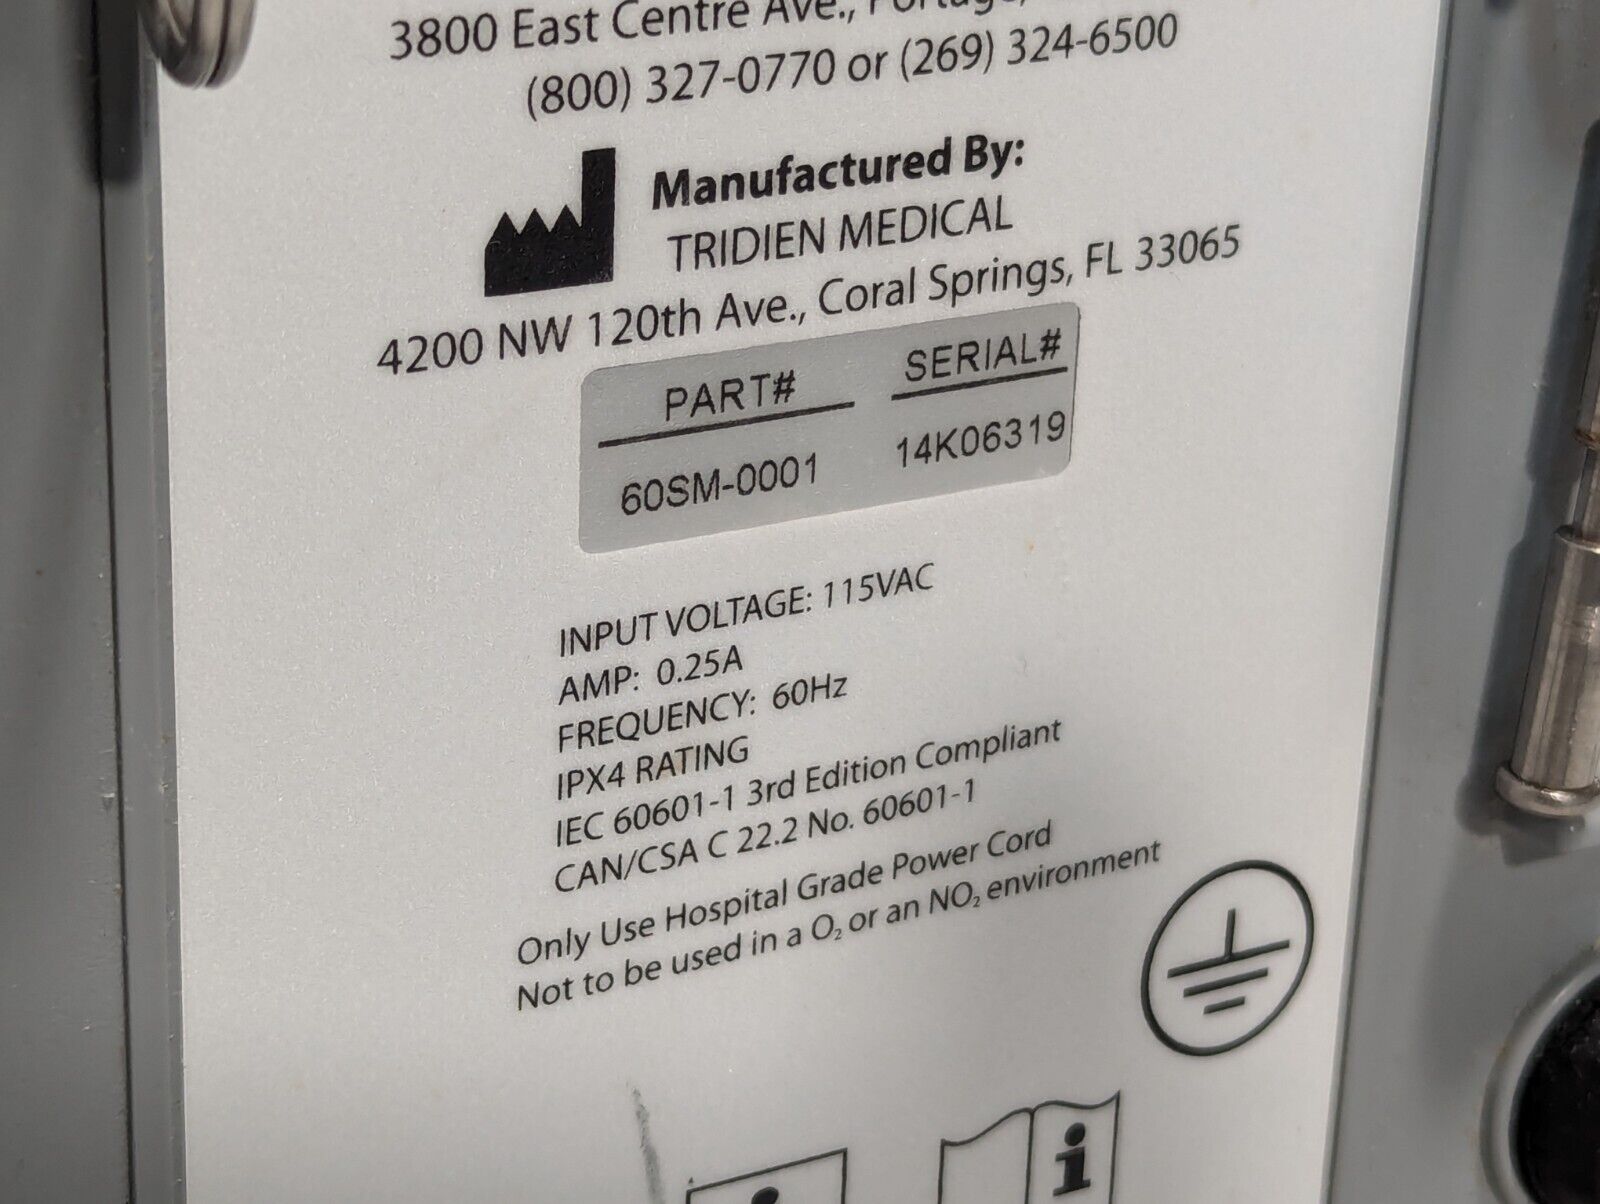 3800 East Centre Ave., Portage,
(800) 327-0770 or (269) 324-6500
Manufactured By:
TRIDIEN MEDICAL
4200 NW 120th Ave., Coral Springs, FL 33065
PART# SERIAL#
60SM-0001 14K06319
INPUT VOLTAGE: 115VAC
AMP: 0.25A
FREQUENCY: 60Hz
IPX4 RATING
IEC 60601-1 3rd Edition Compliant
CAN/CSA C 22.2 No. 60601-1
Only Use Hospital Grade Power Cord
Not to be used in a O₂ or an NO₂ environment
i